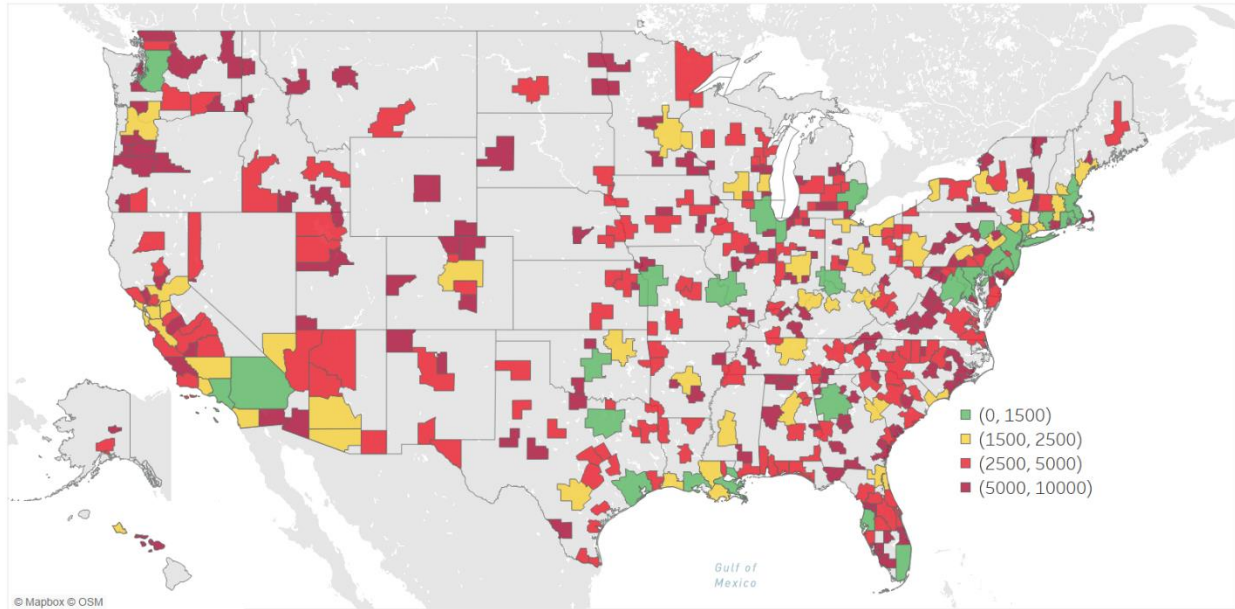 (0, 1500)
(1500, 2500)
(2500, 5000)
(5000, 10000)
Gulf of
Mexico
© Mapbox © OSM